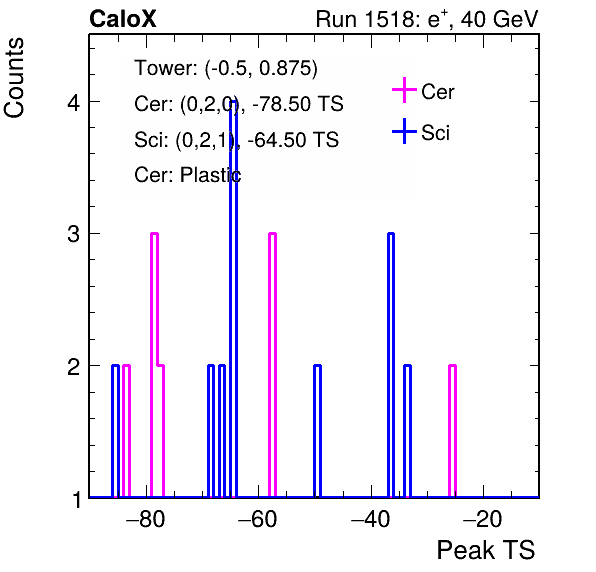 CaloX Run 1518: e+, 40 GeV
Counts
Tower: (-0.5, 0.875)
Cer: (0,2,0), -78.50 TS
Sci: (0,2,1), -64.50 TS
Cer: Plastic
Cer
Sci
4
3
2
1
−80 −60 −40 −20
Peak TS